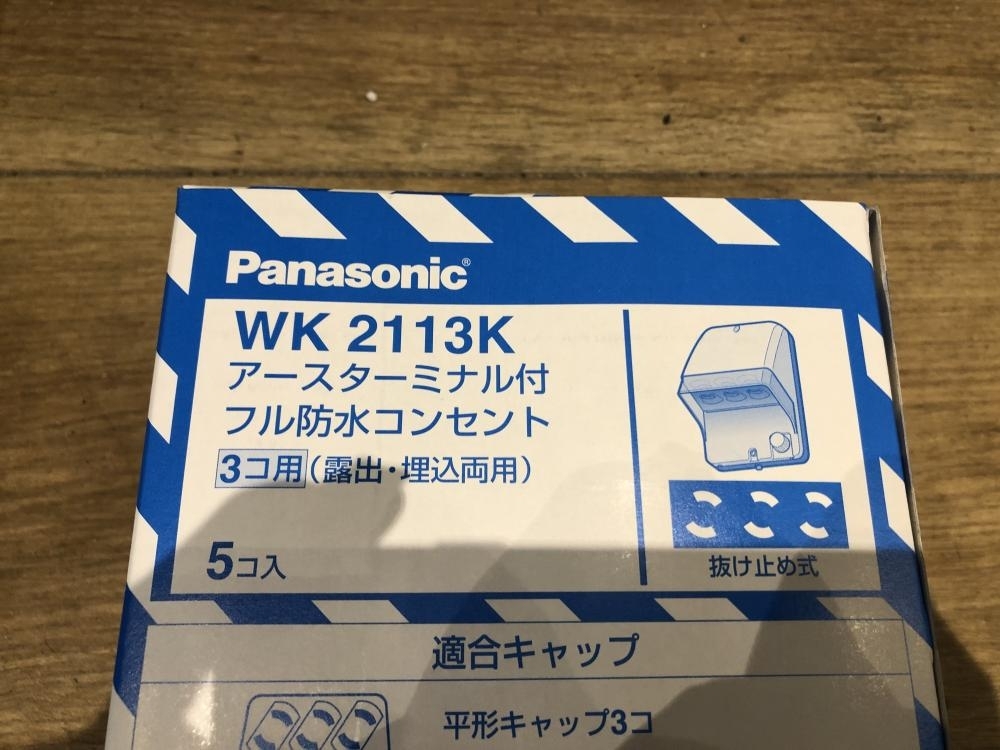 Panasonic®
WK 2113K
アースターミナル付
フル防水コンセント
3コ用(露出・埋込両用)
5コ入
抜け止め式
適合キャップ
平形キャップ3コ